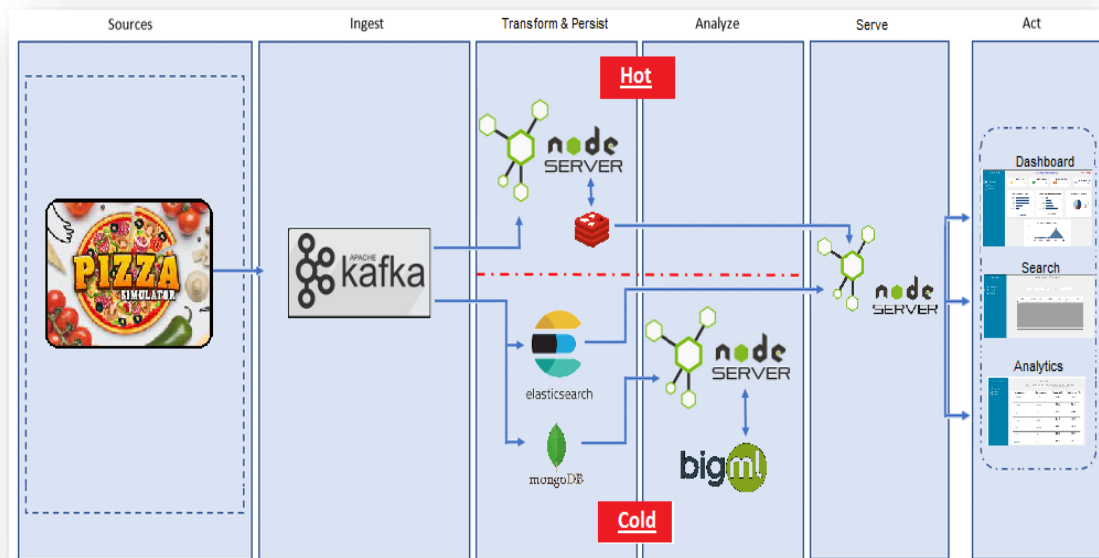 Sources
Ingest
Transform & Persist
Analyze
Serve
Act
Hot
node
SERVER
PIZZA
SIMULATOR
APACHE
kafka
elasticsearch
mongoDB
node
SERVER
bigml
Cold
node
SERVER
Dashboard
Search
Analytics